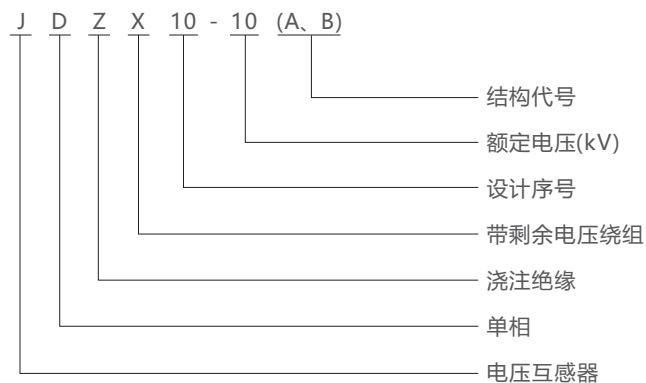 J D Z X 10 - 10 (A、B)
结构代号
额定电压(kV)
设计序号
带剩余电压绕组
浇注绝缘
单相
电压互感器